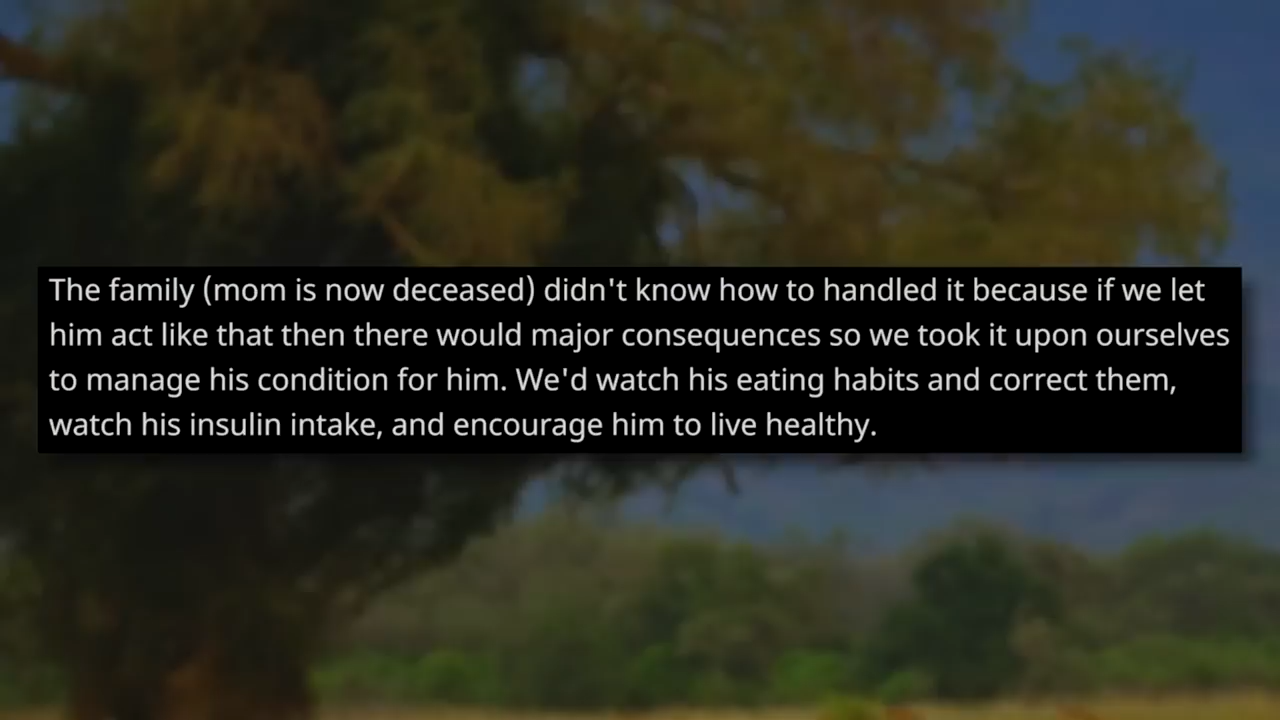 The family (mom is now deceased) didn't know how to handled it because if we let
him act like that then there would major consequences so we took it upon ourselves
to manage his condition for him. We'd watch his eating habits and correct them,
watch his insulin intake, and encourage him to live healthy.